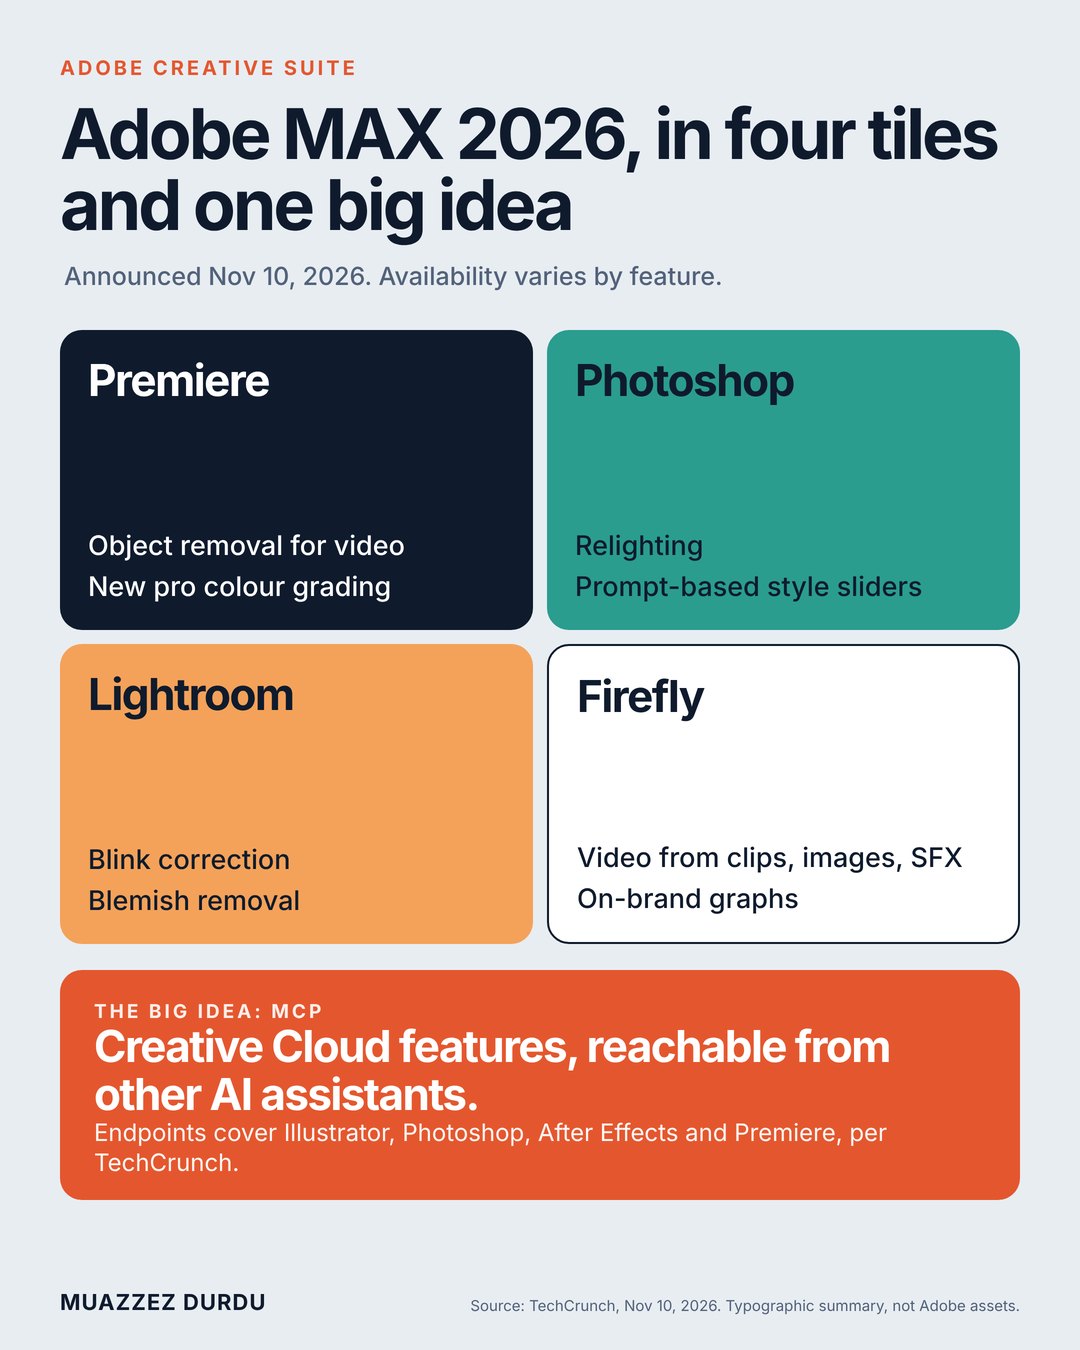 ADOBE CREATIVE SUITE
Adobe MAX 2026, in four tiles
and one big idea
Announced Nov 10, 2026. Availability varies by feature.
Premiere
Object removal for video
New pro colour grading
Photoshop
Relighting
Prompt-based style sliders
Lightroom
Blink correction
Blemish removal
Firefly
Video from clips, images, SFX
On-brand graphs
THE BIG IDEA: MCP
Creative Cloud features, reachable from
other AI assistants.
Endpoints cover Illustrator, Photoshop, After Effects and Premiere, per
TechCrunch.
MUAZZEZ DURDU
Source: TechCrunch, Nov 10, 2026. Typographic summary, not Adobe assets.